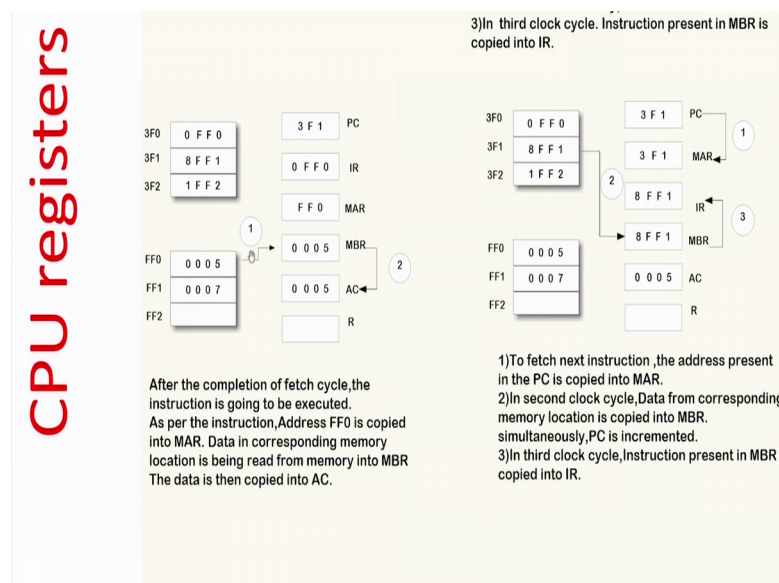 CPU registers
3)In third clock cycle. Instruction present in MBR is
copied into IR.
3F0 0 F F 0
3F1 8 F F 1
3F2 1 F F 2
FF0 0 0 0 5
FF1 0 0 0 7
FF2
3 F 1 PC
0 F F 0 IR
F F 0 MAR
1
0 0 0 5 MBR
0 0 0 5 AC
2
R
After the completion of fetch cycle,the
instruction is going to be executed.
As per the instruction,Address FF0 is copied
into MAR. Data in corresponding memory
location is being read from memory into MBR
The data is then copied into AC.
3F0 0 F F 0
3F1 8 F F 1
3F2 1 F F 2
FF0 0 0 0 5
FF1 0 0 0 7
FF2
3 F 1 PC
1
3 F 1 MAR
2
8 F F 1 IR
3
8 F F 1 MBR
0 0 0 5 AC
R
1)To fetch next instruction ,the address present
in the PC is copied into MAR.
2)In second clock cycle,Data from corresponding
memory location is copied into MBR.
simultaneously,PC is incremented.
3)In third clock cycle,Instruction present in MBR
copied into IR.